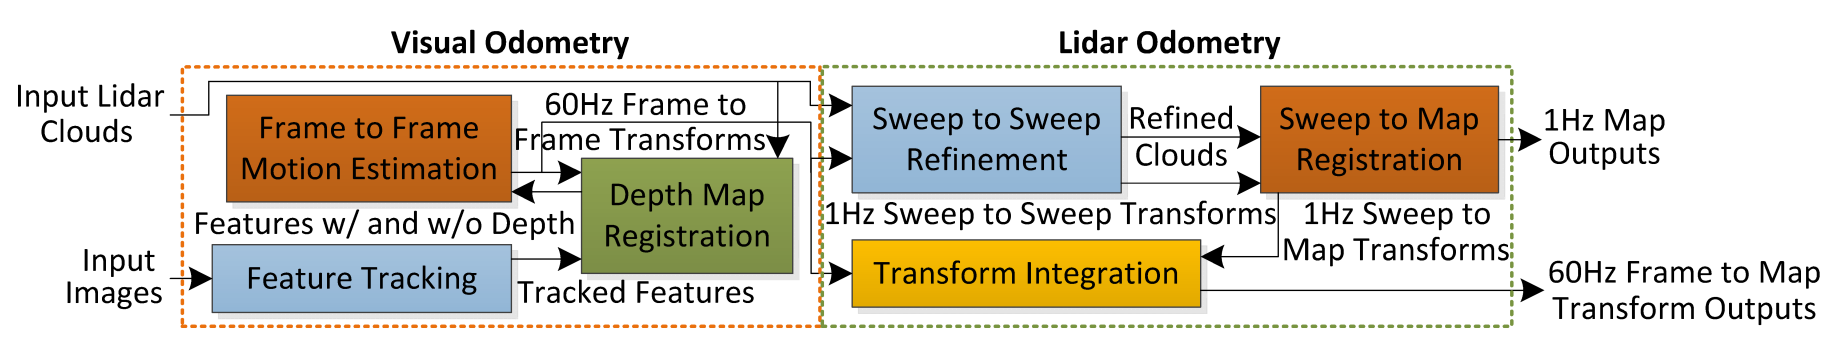 Visual Odometry
Lidar Odometry
Input Lidar
Clouds
Frame to Frame
Motion Estimation
60Hz Frame to
Frame Transforms
Depth Map
Registration
Features w/ and w/o Depth
Input
Images
Feature Tracking
Tracked Features
Sweep to Sweep
Refinement
Refined
Clouds
Sweep to Map
Registration
1Hz Map
Outputs
1Hz Sweep to Sweep Transforms
1Hz Sweep to
Map Transforms
Transform Integration
60Hz Frame to Map
Transform Outputs